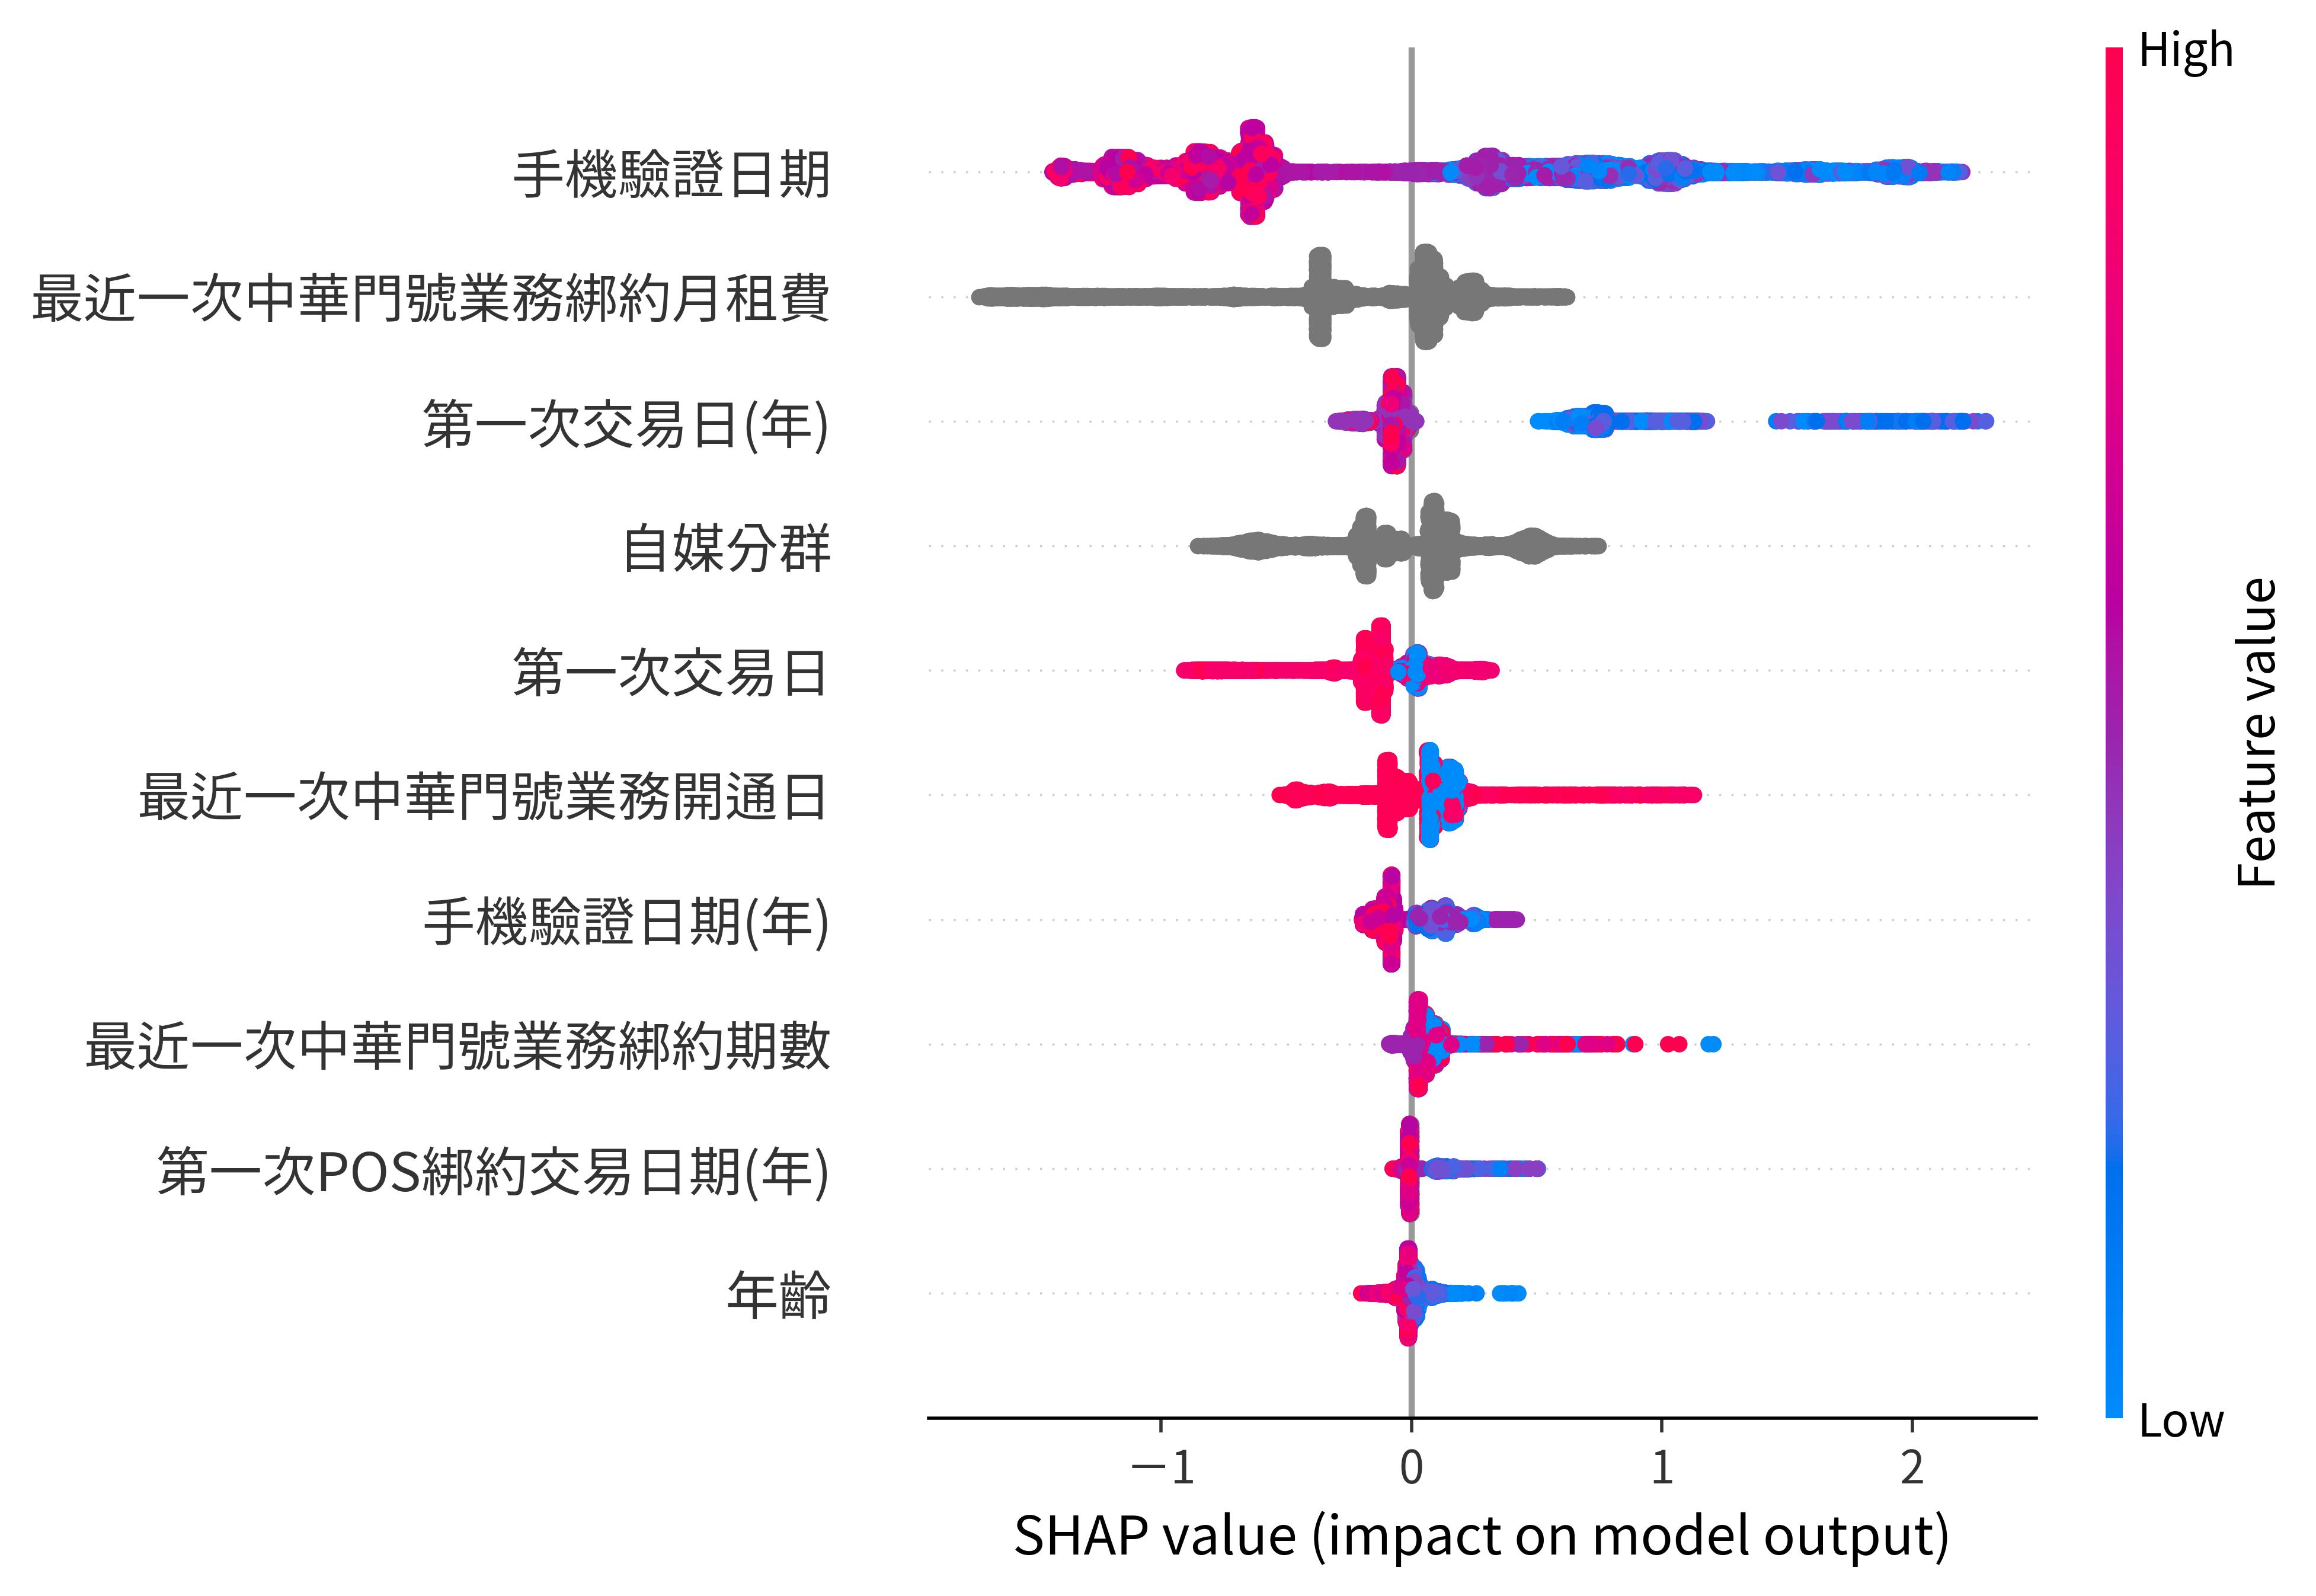 High
手機驗證日期
最近一次中華門號業務綁約月租費
第一次交易日(年)
自媒分群
第一次交易日
最近一次中華門號業務開通日
手機驗證日期(年)
最近一次中華門號業務綁約期數
第一次POS綁約交易日期(年)
年齡
Feature value
Low
−1 0 1 2
SHAP value (impact on model output)